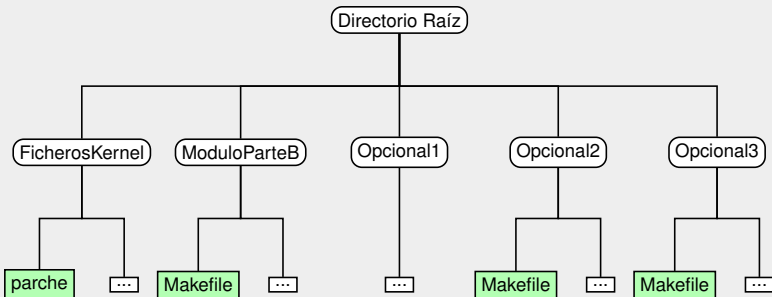 Directorio Raíz
FicherosKernel ModuloParteB Opcional1 Opcional2 Opcional3
parche ... Makefile ... ... Makefile ... Makefile ...